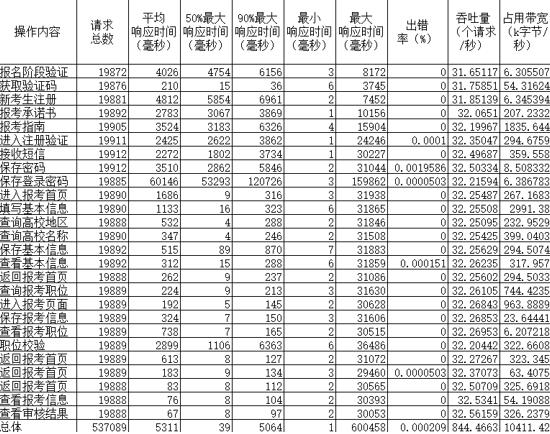 操作内容 请求总数 平均响应时间(毫秒) 50%最大响应时间(毫秒) 90%最大响应时间(毫秒) 最小响应时间(毫秒) 最大响应时间(毫秒) 出错率(%) 吞吐量(个请求/秒) 占用带宽(k字节/秒)
报名阶段验证 19872 4026 4754 6156 3 8172 0 31.65117 6.305507
获取验证码 19876 210 15 36 6 3745 0 31.75851 54.31624
新考生注册 19881 4812 5854 6961 2 7452 0 31.85139 6.345394
报考承诺书 19892 2783 3067 3869 1 10156 0 32.0651 207.2332
报考指南 19905 3524 3183 6326 4 15904 0 32.19967 1835.644
进入注册验证 19911 2425 2622 3862 1 24246 0.0001 32.35047 294.6759
接收短信 19912 2272 1802 3734 1 30227 0 32.49687 359.558
保存密码 19912 3510 2862 5846 2 31044 0.0019586 32.50334 8.508332
保存登录密码 19885 60146 53293 120726 3 159862 0.0000503 32.21594 6.386783
进入报考首页 19890 1686 9 316 3 31938 0 32.25487 267.1683
填写基本信息 19890 1133 16 323 6 31865 0 32.25508 2991.38
查询高校地区 19888 532 4 288 2 31846 0 32.25095 232.9529
查询高校名称 19890 347 4 246 2 31508 0 32.25425 399.0403
保存基本信息 19892 515 89 870 7 31883 0 32.25629 294.5074
查看基本信息 19892 312 15 288 6 31859 0.000151 32.26235 317.957
返回报考首页 19888 262 9 237 2 31086 0 32.25602 294.5033
查询报考职位 19889 224 9 213 3 31630 0 32.26105 744.4235
进入报考页面 19889 192 5 145 2 30628 0 32.26843 963.8889
保存报考信息 19889 324 7 150 3 31606 0 32.26853 23.64441
查看报考职位 19889 738 7 165 2 30515 0 32.26953 6.207218
职位校验 19889 2899 1106 6363 6 36486 0 32.20442 322.6608
返回报考首页 19889 613 8 127 2 31072 0 32.27267 323.345
返回报考首页 19889 183 9 134 3 29460 0.0000503 32.37073 63.4075
返回报考首页 19888 83 8 112 2 30565 0 32.50709 325.6918
查看报考信息 19888 76 8 104 2 30393 0 32.5341 54.19088
查看审核结果 19888 67 8 97 2 30053 0 32.56159 326.2379
总体 537089 5311 39 5064 1 600458 0.000209 844.4663 10411.42